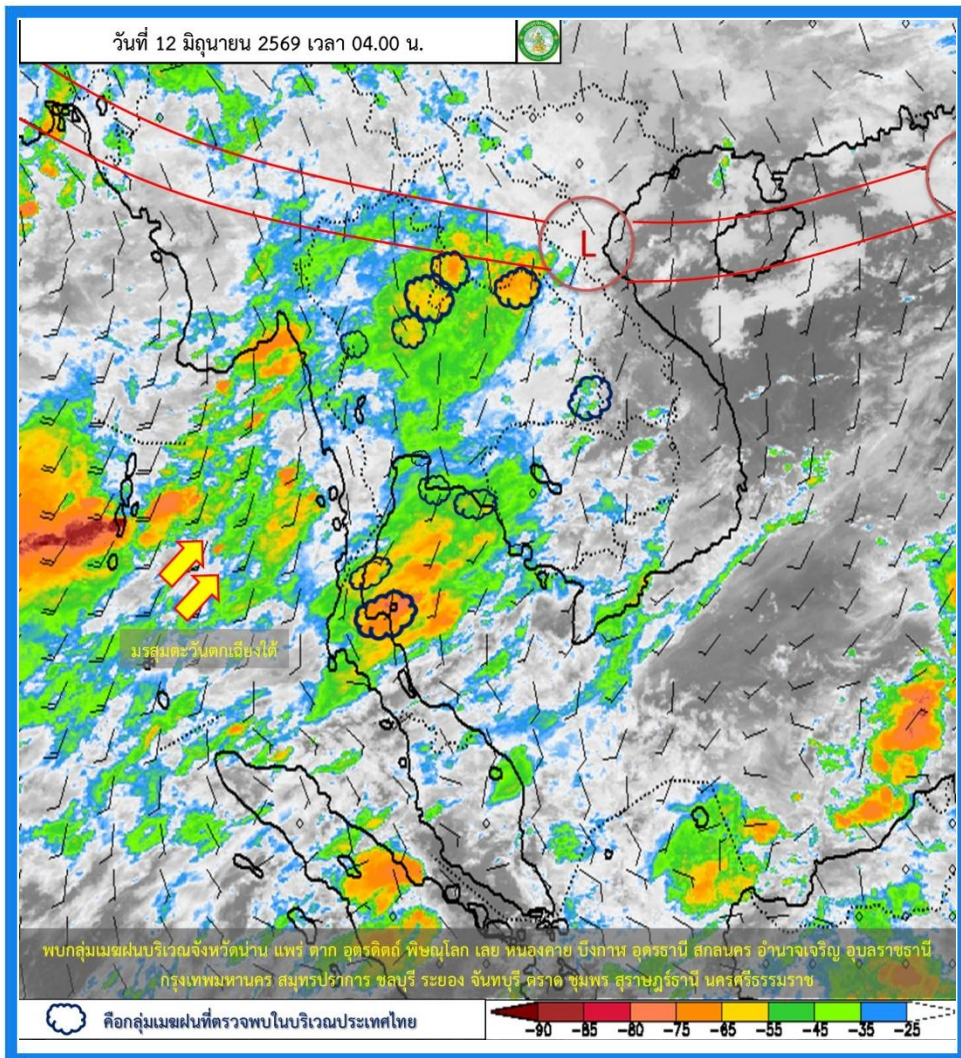 วันที่ 12 มิถุนายน 2569 เวลา 04.00 น.
L
มรสุมตะวันตกเฉียงใต้
พบกลุ่มเมฆฝนบริเวณจังหวัดน่าน แพร่ ตาก อุตรดิตถ์ พิษณุโลก เลย หนองคาย บึงกาฬ อุดรธานี สกลนคร อำนาจเจริญ อุบลราชธานี
กรุงเทพมหานคร สมุทรปราการ ชลบุรี ระยอง จันทบุรี ตราด ชุมพร สุราษฎร์ธานี นครศรีธรรมราช
คือกลุ่มเมฆฝนที่ตรวจพบในบริเวณประเทศไทย
-90 -85 -80 -75 -65 -55 -45 -35 -25